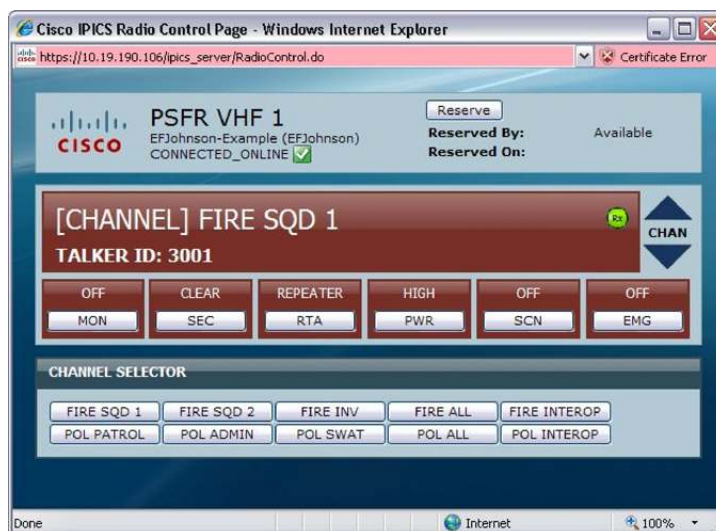 Cisco IPICS Radio Control Page - Windows Internet Explorer
https://10.19.190.106/ipics_server/RadioControl.do Certificate Error
CISCO
PSFR VHF 1
EFJohnson-Example (EFJohnson)
CONNECTED_ONLINE
Reserve
Reserved By: Available
Reserved On:
[CHANNEL] FIRE SQD 1
TALKER ID: 3001
Rx
CHAN
OFF CLEAR REPEATER HIGH OFF OFF
MON SEC RTA PWR SCN EMG
CHANNEL SELECTOR
FIRE SQD 1 FIRE SQD 2 FIRE INV FIRE ALL FIRE INTEROP
POL PATROL POL ADMIN POL SWAT POL ALL POL INTEROP
Done Internet 100%